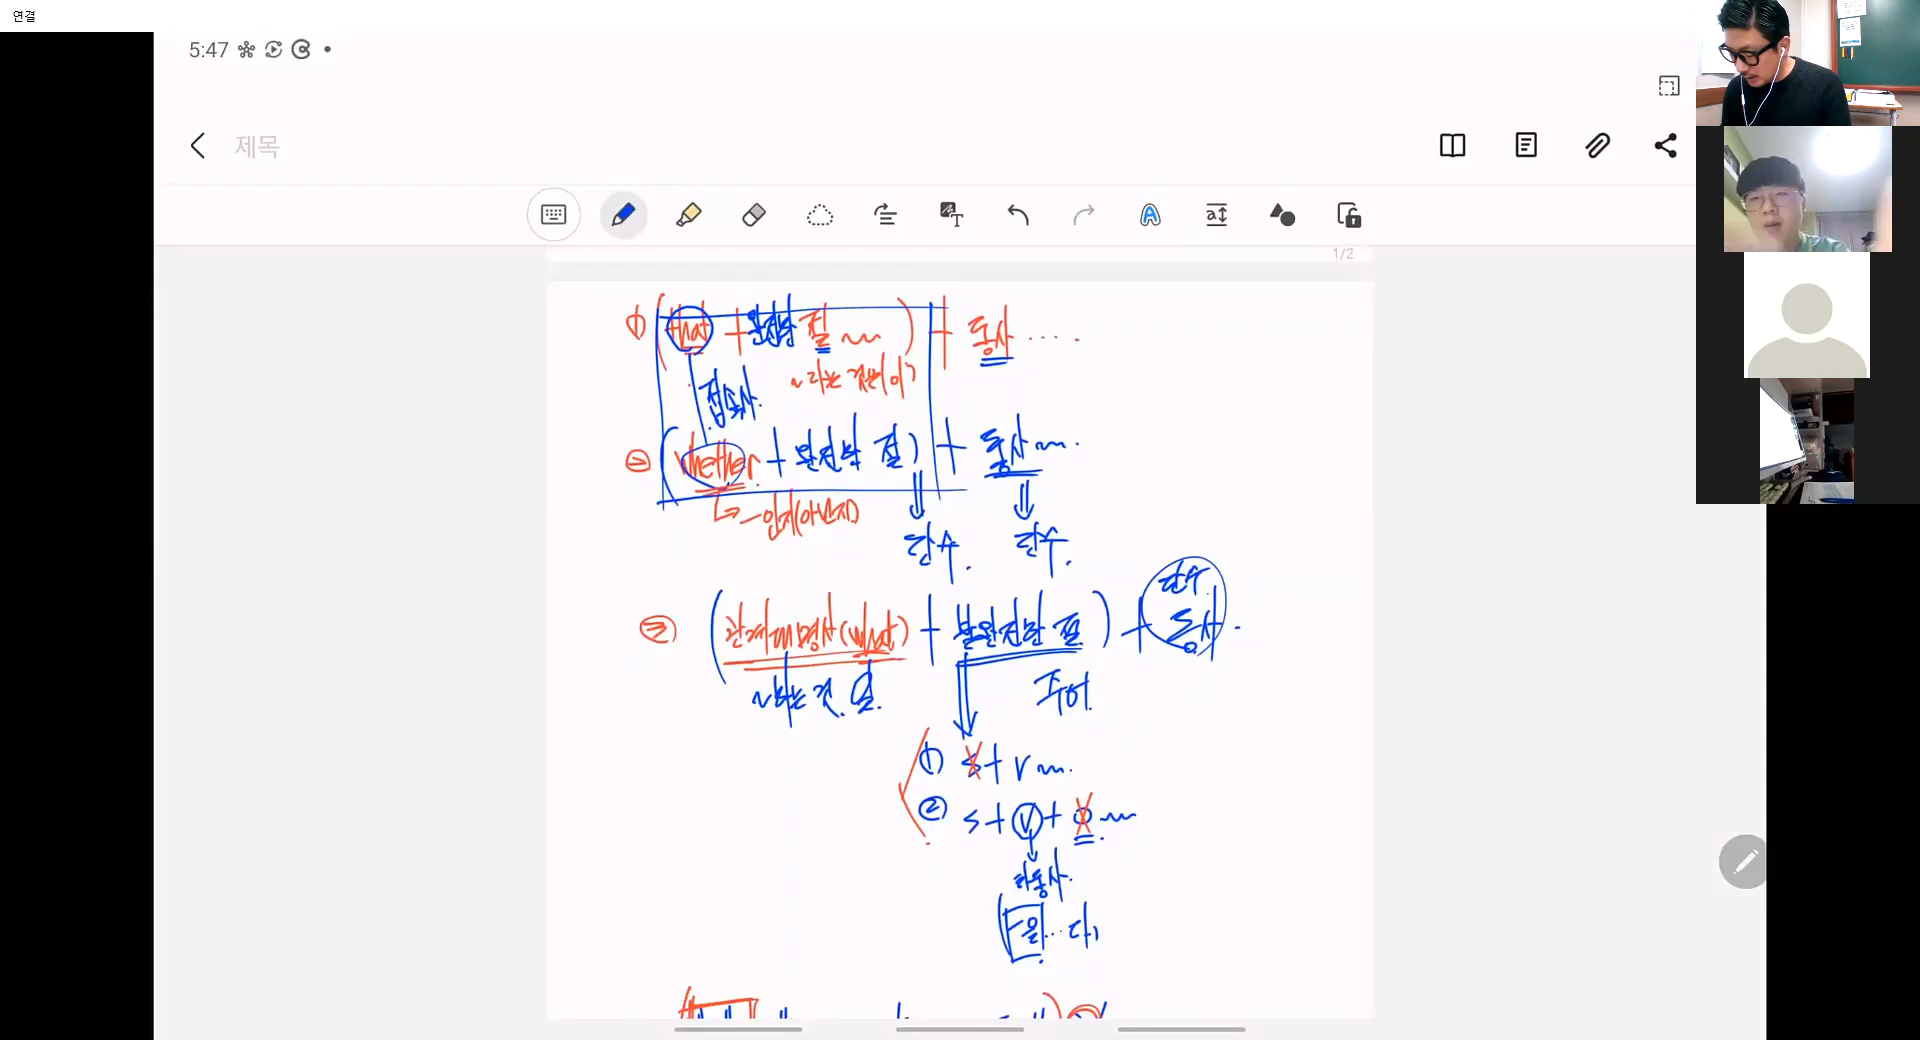 연결
5:47
제목
1/2
① (that + 완전한 절 ~) + 동사 ....
접속사. ~라는 것은(이)
② (whether + 완전한 절) + 동사 ~.
→ ~인지(아닌지)
단수. 단수.
③ (관계대명사(what) + 불완전한 절) + 단수 동사.
~라는 것. 주어.
① s + v ~.
② s + v + o ~.
타동사.
(~을 … 다)